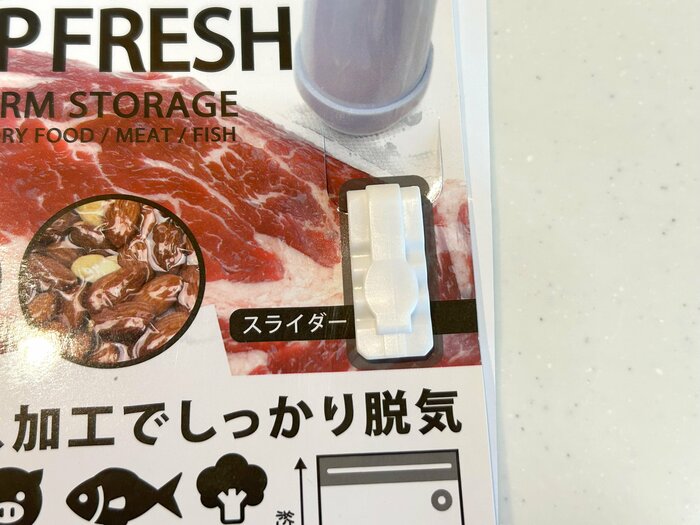 PFRESH
RM STORAGE
RY FOOD / MEAT / FISH
スライダー
加工でしっかり脱気
約